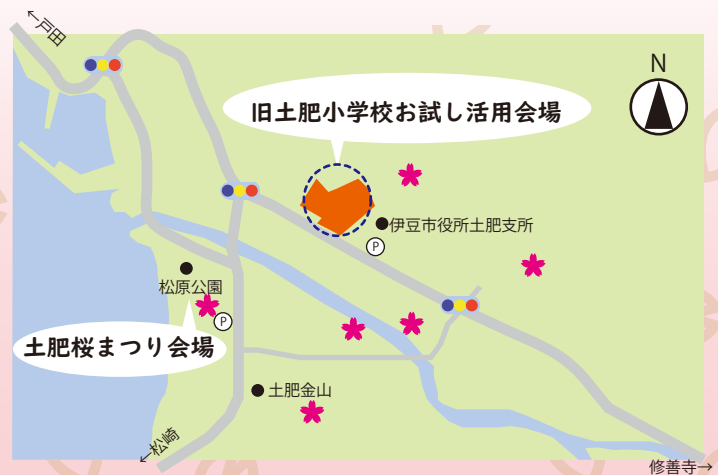 ←戸田
N
旧土肥小学校お試し活用会場
伊豆市役所土肥支所
P
松原公園
P
土肥桜まつり会場
土肥金山
←松崎
修善寺→